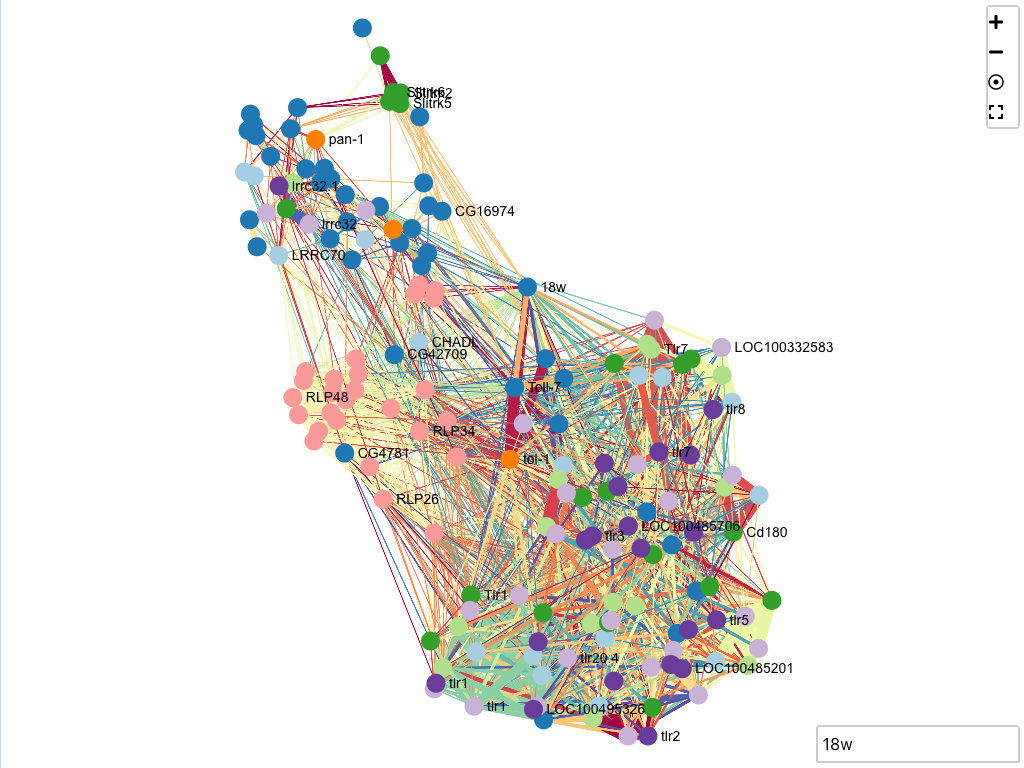 Slitrk6
Slitrk2
Slitrk5
pan-1
lrrc32.1
CG16974
lrrc32
LRRC70
18w
CHADL
Tlr7
LOC100332583
CG42709
Toll-7
RLP48
tlr8
RLP34
CG4781
tol-1
tlr7
RLP26
LOC100485706
tlr3
Cd180
Tlr1
tlr5
tlr20.4
LOC100485201
tlr1
tlr1
LOC100495326
tlr2
18w